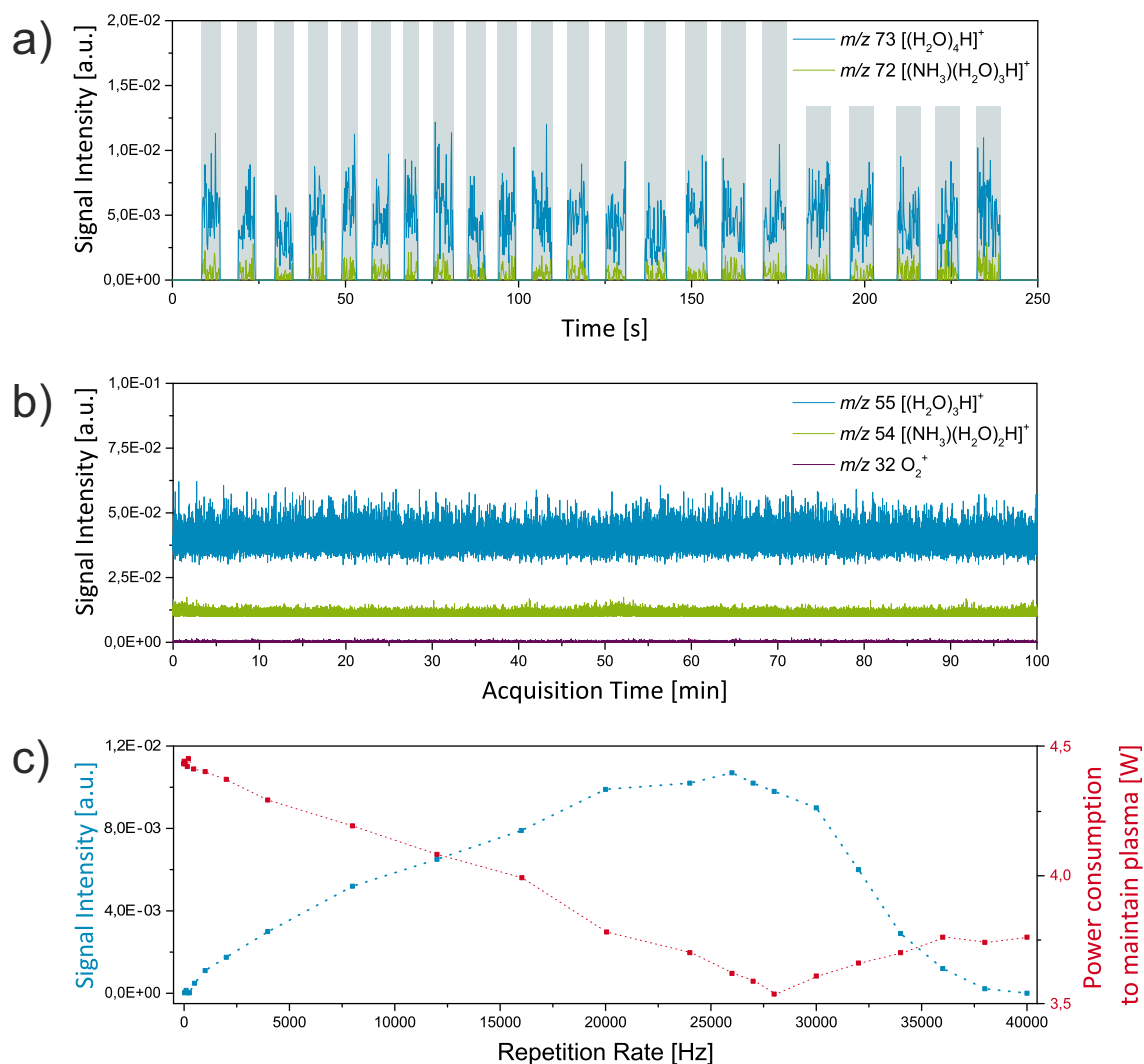 a)
2,0E-02
1,5E-02
1,0E-02
5,0E-03
0,0E+00
Signal Intensity [a.u.]
m/z 73 [(H₂O)₄H]⁺
m/z 72 [(NH₃)(H₂O)₃H]⁺
0 50 100 150 200 250
Time [s]
b)
1,0E-01
7,5E-02
5,0E-02
2,5E-02
0,0E+00
Signal Intensity [a.u.]
m/z 55 [(H₂O)₃H]⁺
m/z 54 [(NH₃)(H₂O)₂H]⁺
m/z 32 O₂⁺
0 10 20 30 40 50 60 70 80 90 100
Acquisition Time [min]
c)
1,2E-02
8,0E-03
4,0E-03
0,0E+00
Signal Intensity [a.u.]
4,5
4,0
3,5
Power consumption
to maintain plasma [W]
0 5000 10000 15000 20000 25000 30000 35000 40000
Repetition Rate [Hz]